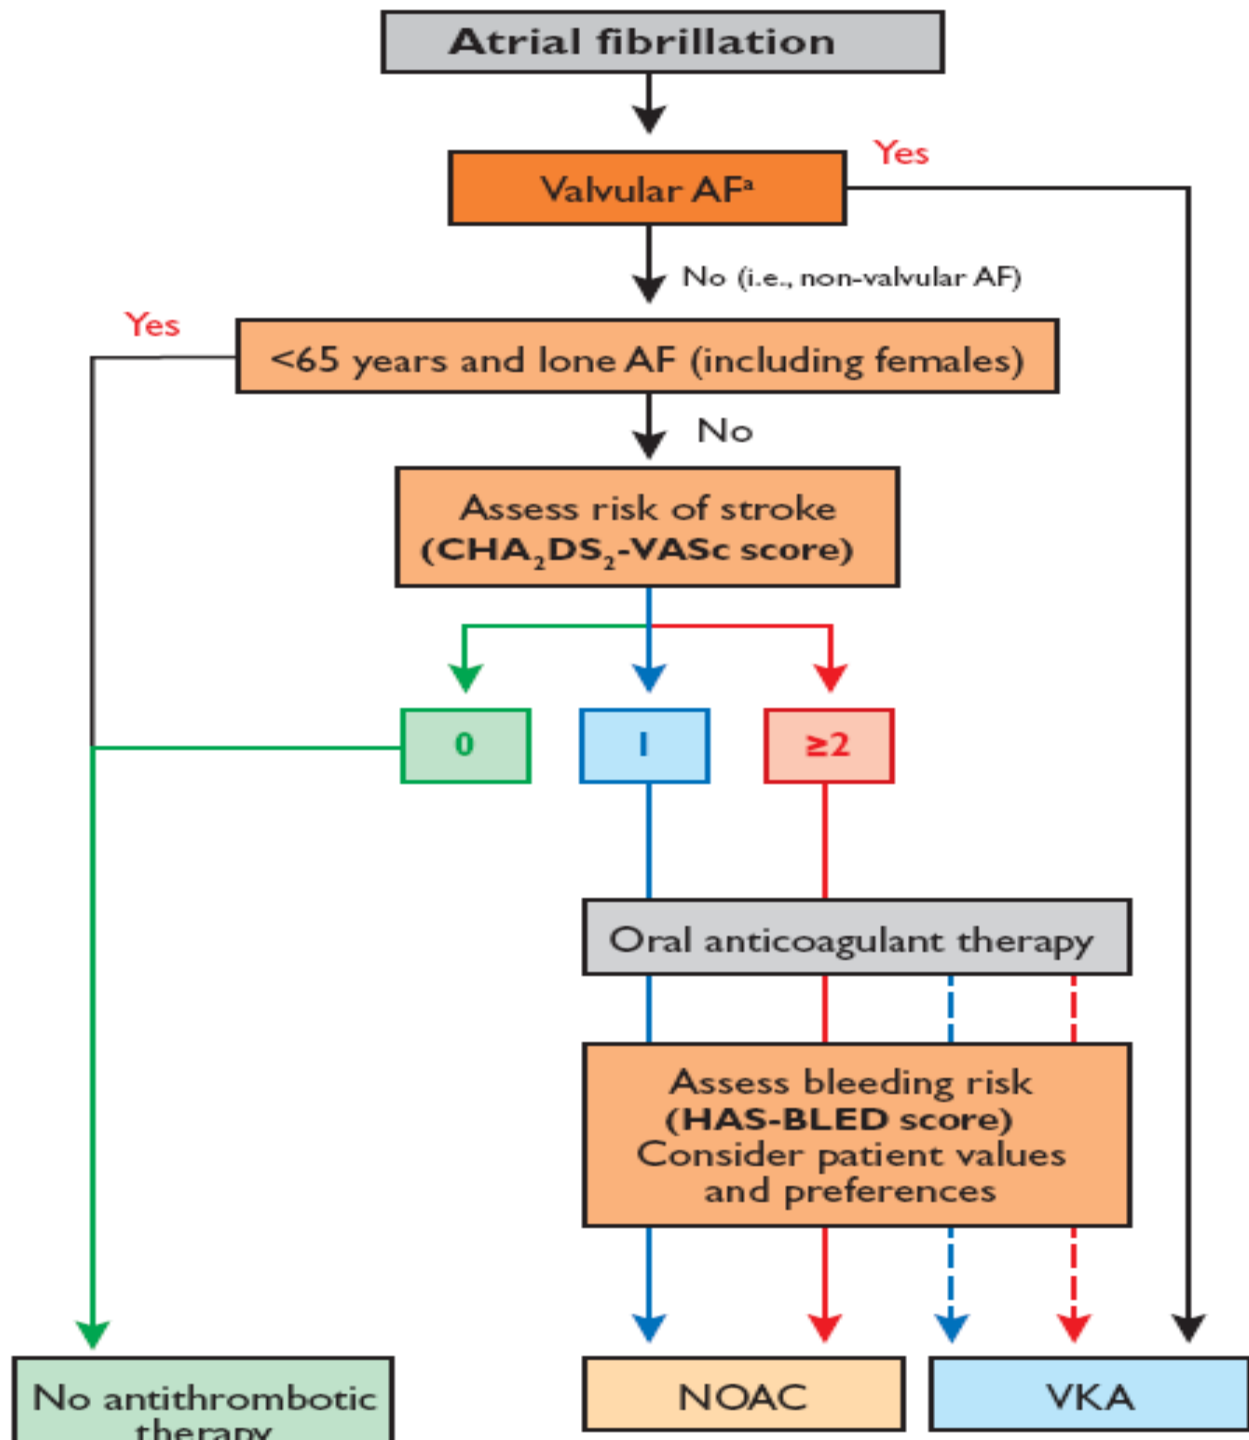 Atrial fibrillation
Yes
Valvular AFᵃ
No (i.e., non-valvular AF)
Yes
<65 years and lone AF (including females)
No
Assess risk of stroke
(CHA₂DS₂-VASc score)
0
1
≥2
Oral anticoagulant therapy
Assess bleeding risk
(HAS-BLED score)
Consider patient values
and preferences
No antithrombotic
therapy
NOAC
VKA